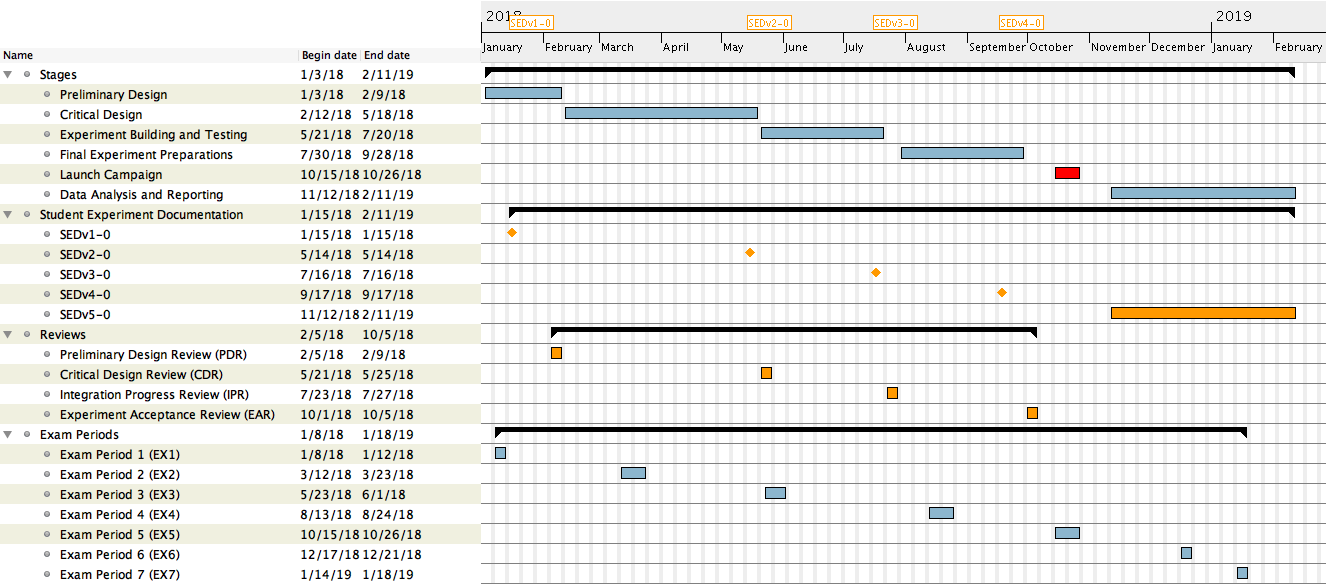 2018 2019
SEDv1-0 SEDv2-0 SEDv3-0 SEDv4-0
January February March April May June July August September October November December January February
Name Begin date End date
Stages 1/3/18 2/11/19
Preliminary Design 1/3/18 2/9/18
Critical Design 2/12/18 5/18/18
Experiment Building and Testing 5/21/18 7/20/18
Final Experiment Preparations 7/30/18 9/28/18
Launch Campaign 10/15/18 10/26/18
Data Analysis and Reporting 11/12/18 2/11/19
Student Experiment Documentation 1/15/18 2/11/19
SEDv1-0 1/15/18 1/15/18
SEDv2-0 5/14/18 5/14/18
SEDv3-0 7/16/18 7/16/18
SEDv4-0 9/17/18 9/17/18
SEDv5-0 11/12/18 2/11/19
Reviews 2/5/18 10/5/18
Preliminary Design Review (PDR) 2/5/18 2/9/18
Critical Design Review (CDR) 5/21/18 5/25/18
Integration Progress Review (IPR) 7/23/18 7/27/18
Experiment Acceptance Review (EAR) 10/1/18 10/5/18
Exam Periods 1/8/18 1/18/19
Exam Period 1 (EX1) 1/8/18 1/12/18
Exam Period 2 (EX2) 3/12/18 3/23/18
Exam Period 3 (EX3) 5/23/18 6/1/18
Exam Period 4 (EX4) 8/13/18 8/24/18
Exam Period 5 (EX5) 10/15/18 10/26/18
Exam Period 6 (EX6) 12/17/18 12/21/18
Exam Period 7 (EX7) 1/14/19 1/18/19